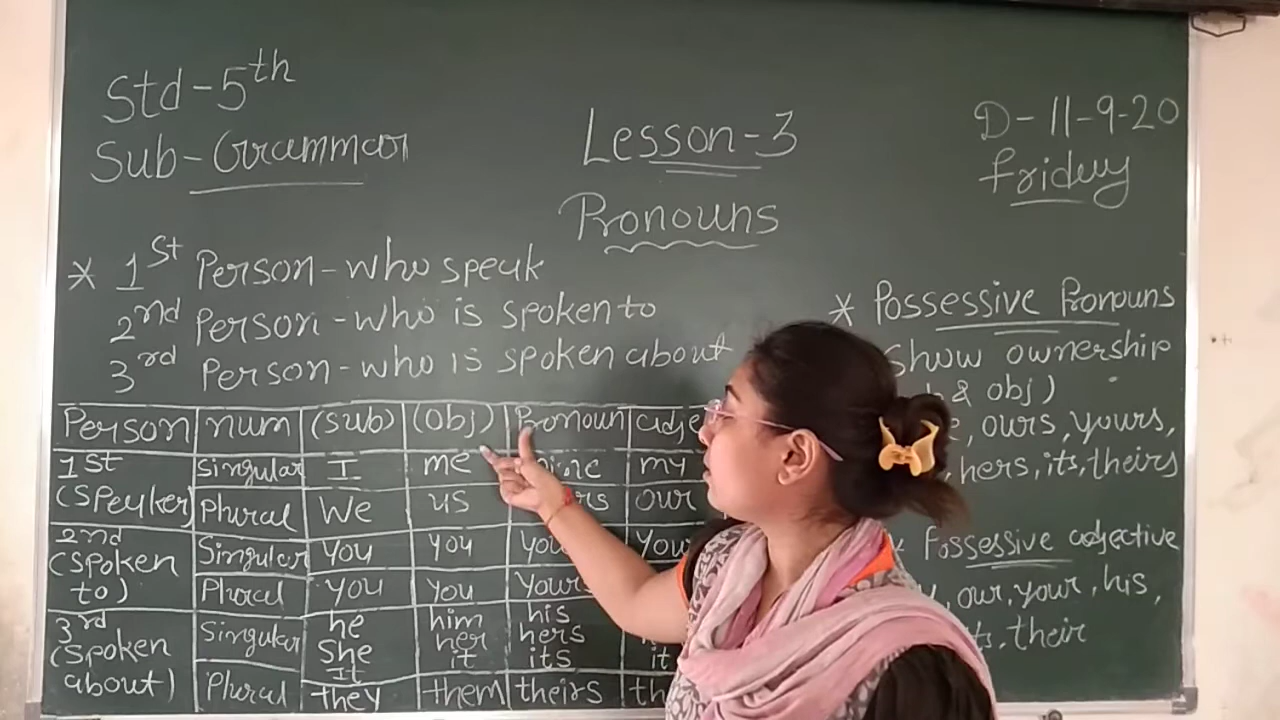 Std-5th
Sub-Grammar
Lesson-3
Pronouns
D-11-9-20
Friday
* 1st Person-who speak
2nd Person-who is spoken to
3rd Person-who is spoken about
Person num (sub) (obj) Pronoun adje
1st (Speaker) Singular I me mine my
Plural We us our
2nd (Spoken to) Singular you you you
Plural you you yours
3rd (Spoken about) Singular he him his
She her hers
It it its it
Plural they them theirs
* Possessive Pronouns
Show ownership
& obj)
, ours, yours,
hers, its, theirs
Possessive adjective
, our, your, his,
, their